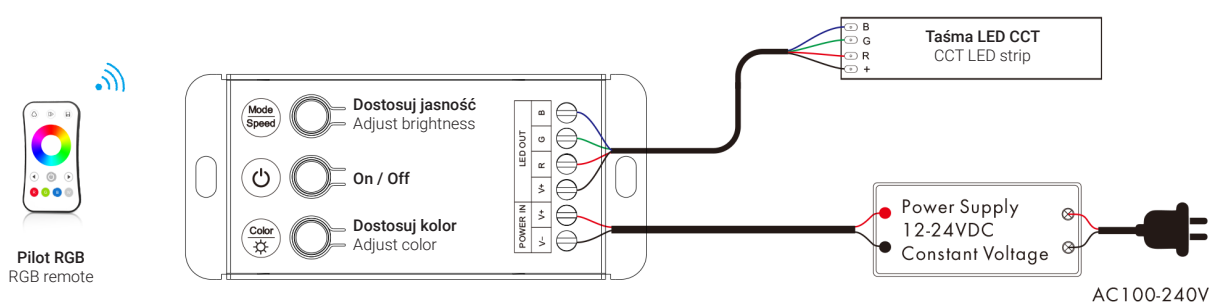 Pilot RGB
RGB remote
Mode
Speed
Dostosuj jasność
Adjust brightness
On / Off
Color
Dostosuj kolor
Adjust color
LED OUT
B
G
R
V+
POWER IN
V+
V-
B
G
R
+
Taśma LED CCT
CCT LED strip
Power Supply
12-24VDC
Constant Voltage
AC100-240V